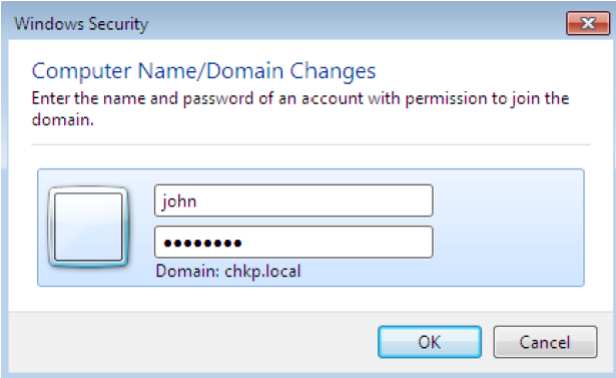 Windows Security
Computer Name/Domain Changes
Enter the name and password of an account with permission to join the
domain.
john
••••••••
Domain: chkp.local
OK Cancel